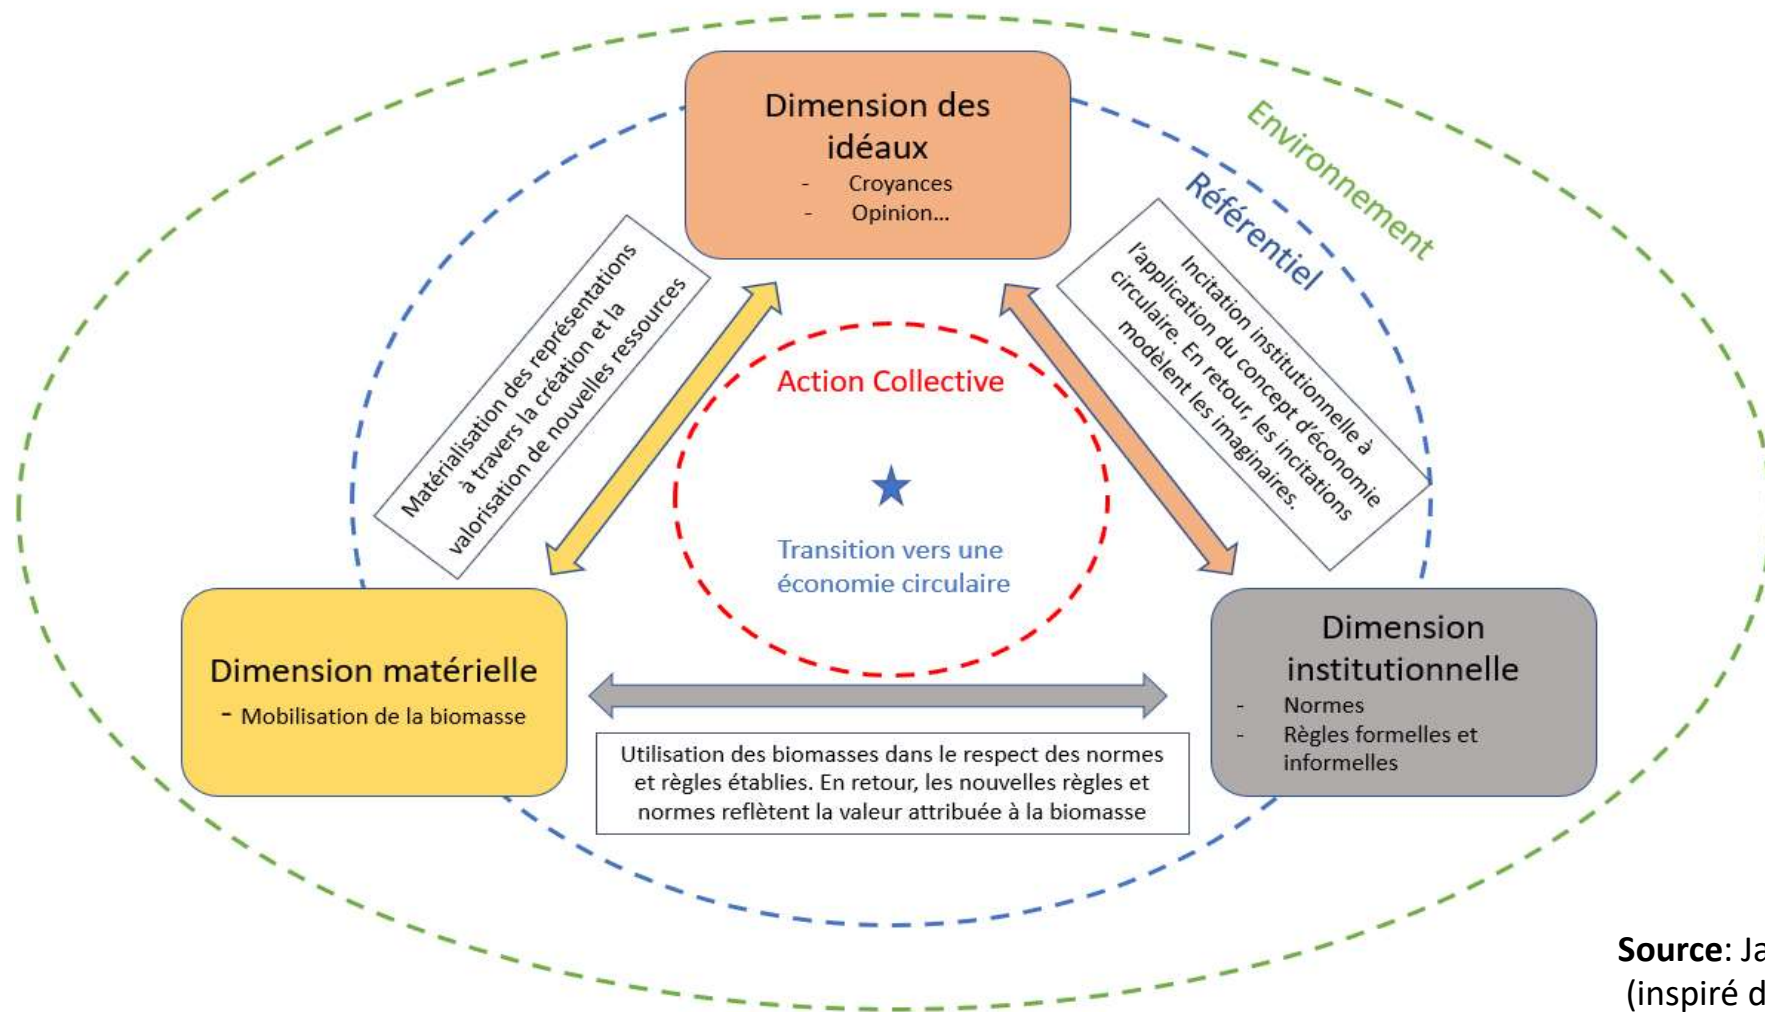 Dimension des
idéaux
- Croyances
- Opinion...
Environnement
Référentiel
Matérialisation des représentations
à travers la création et la
valorisation de nouvelles ressources
Incitation institutionnelle à
l'application du concept d'économie
circulaire. En retour, les incitations
modèlent les imaginaires.
Action Collective
Transition vers une
économie circulaire
Dimension matérielle
- Mobilisation de la biomasse
Dimension
institutionnelle
- Normes
- Règles formelles et
informelles
Utilisation des biomasses dans le respect des normes
et règles établies. En retour, les nouvelles règles et
normes reflètent la valeur attribuée à la biomasse
Source: Ja
(inspiré d